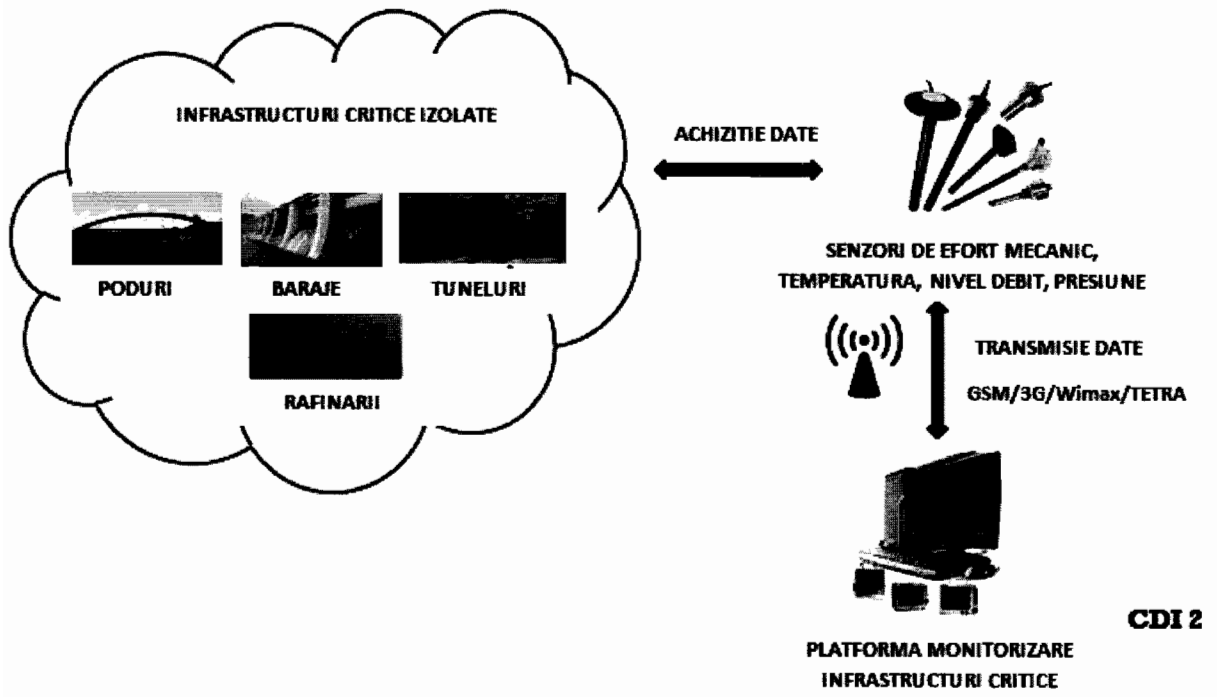 INFRASTRUCTURI CRITICE IZOLATE
PODURI
BARAJE
TUNELURI
RAFINARII
ACHIZITIE DATE
SENZORI DE EFORT MECANIC,
TEMPERATURA, NIVEL DEBIT, PRESIUNE
TRANSMISIE DATE
GSM/3G/Wimax/TETRA
PLATFORMA MONITORIZARE
INFRASTRUCTURI CRITICE
CDI 2